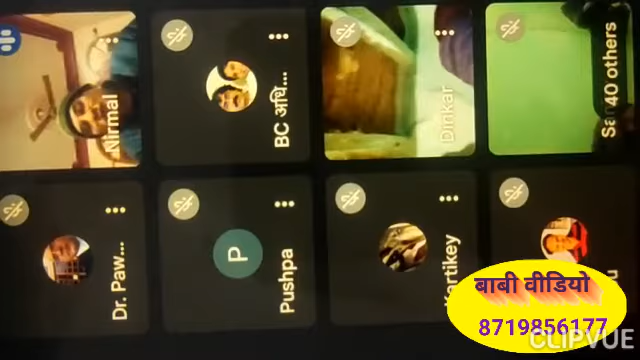 Nirmal
BC अधि...
Dinkar
40 others
Dr. Paw...
P
Pushpa
Kartikey
u
बाबी वीडियो
8719856177
CLIPVUE